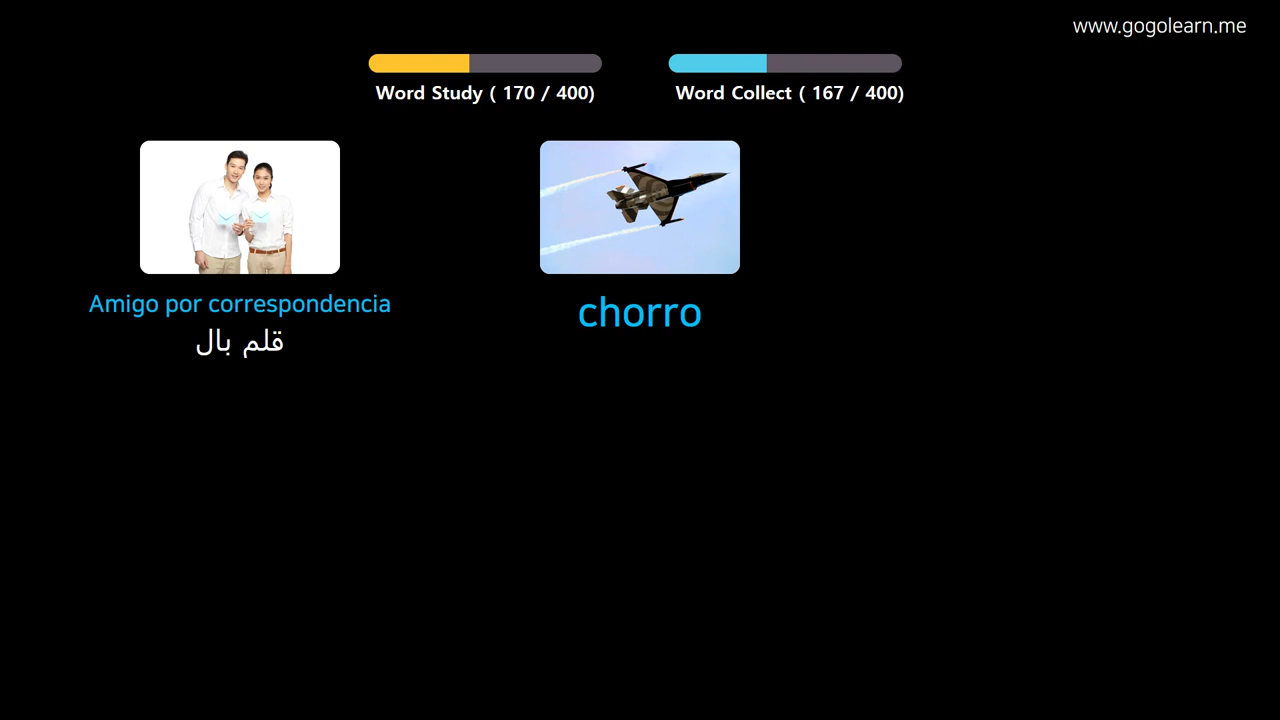 www.gogolearn.me
Word Study ( 170 / 400)
Word Collect ( 167 / 400)
Amigo por correspondencia
قلم بال
chorro